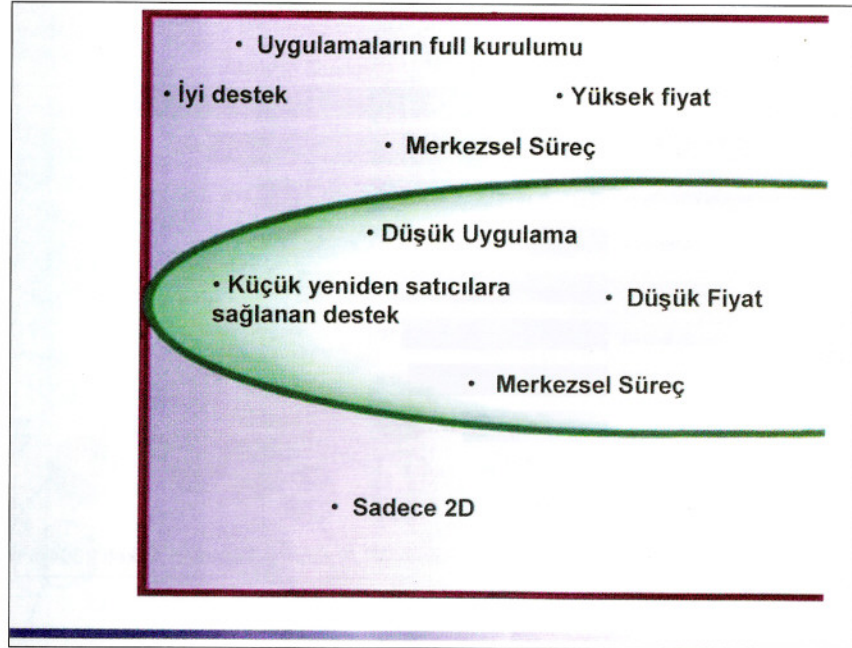 • Uygulamaların full kurulumu
• İyi destek
• Yüksek fiyat
• Merkezsel Süreç
• Düşük Uygulama
• Küçük yeniden satıcılara
sağlanan destek
• Düşük Fiyat
• Merkezsel Süreç
• Sadece 2D